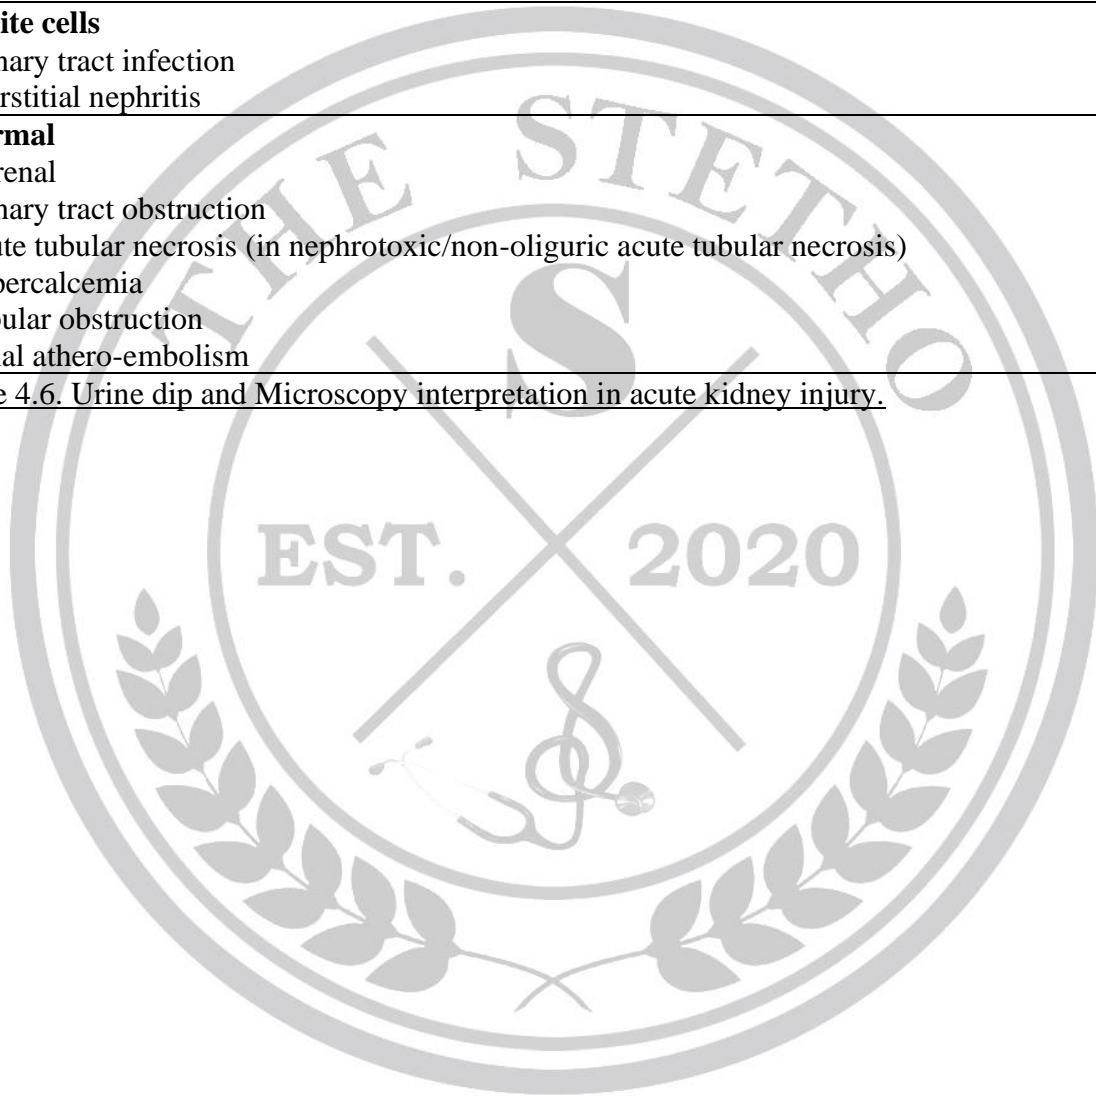 ite cells
nary tract infection
rstitial nephritis
rmal
renal
nary tract obstruction
ute tubular necrosis (in nephrotoxic/non-oliguric acute tubular necrosis)
percalcemia
bular obstruction
al athero-embolism
e 4.6. Urine dip and Microscopy interpretation in acute kidney injury.
THE STETHO
S
EST. 2020